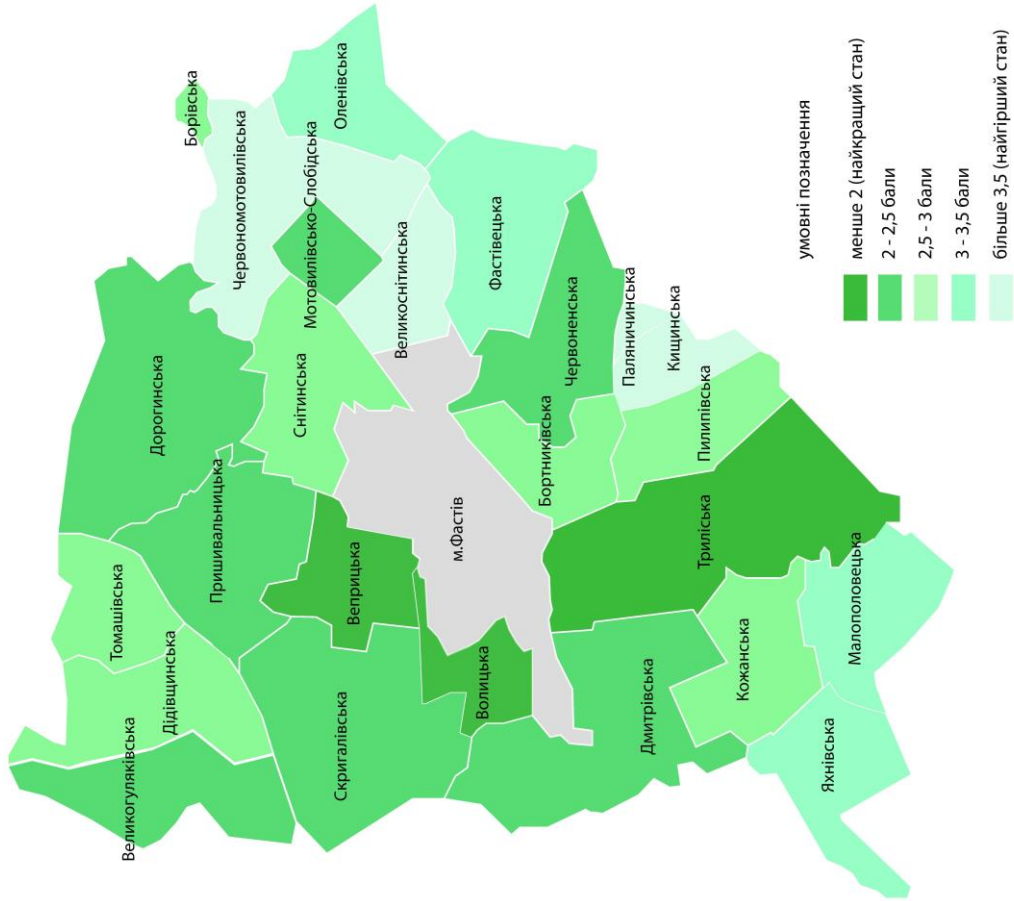 Борівська
Оленівська
Червономотовилівська
Мотовилівсько-Слобідська
Великоснітинська
Фастівецька
Дорогинська
Снітинська
Червоненська
Паляничинська
Кищинська
Пришивальницька
Бортниківська
Пилипівська
м.Фастів
Томашівська
Веприцька
Триліська
Дідівщинська
Волицька
Малополовецька
Кожанська
Великогуляківська
Скригалівська
Дмитрівська
Яхнівська
умовні позначення
менше 2 (найкращий стан)
2 - 2,5 бали
2,5 - 3 бали
3 - 3,5 бали
більше 3,5 (найгірший стан)